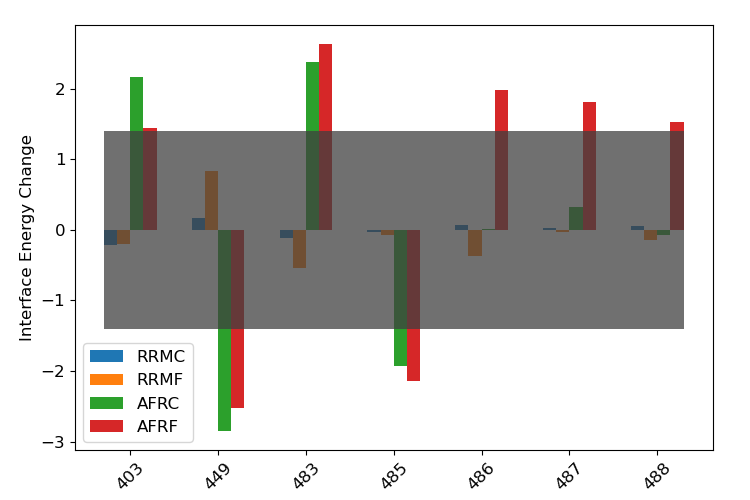 Interface Energy Change
2
1
0
−1
−2
−3
RRMC
RRMF
AFRC
AFRF
403
449
483
485
486
487
488